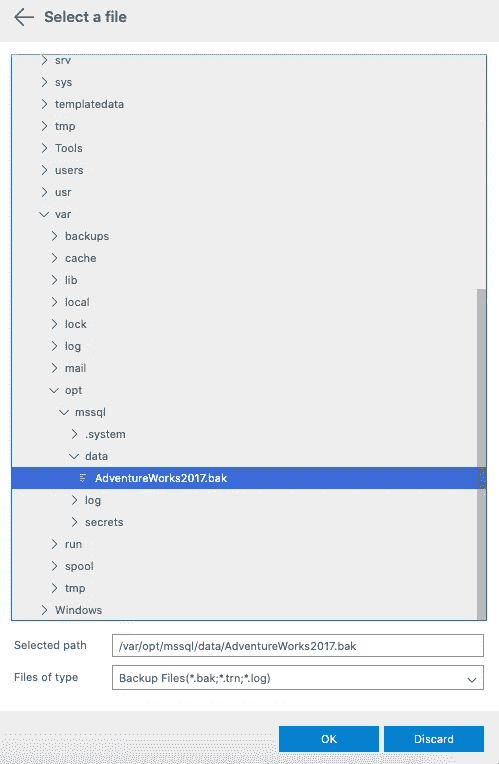 Select a file
srv
sys
templatedata
tmp
Tools
users
usr
var
backups
cache
lib
local
lock
log
mail
opt
mssql
.system
data
AdventureWorks2017.bak
log
secrets
run
spool
tmp
Windows
Selected path /var/opt/mssql/data/AdventureWorks2017.bak
Files of type Backup Files(*.bak;*.trn;*.log)
OK Discard